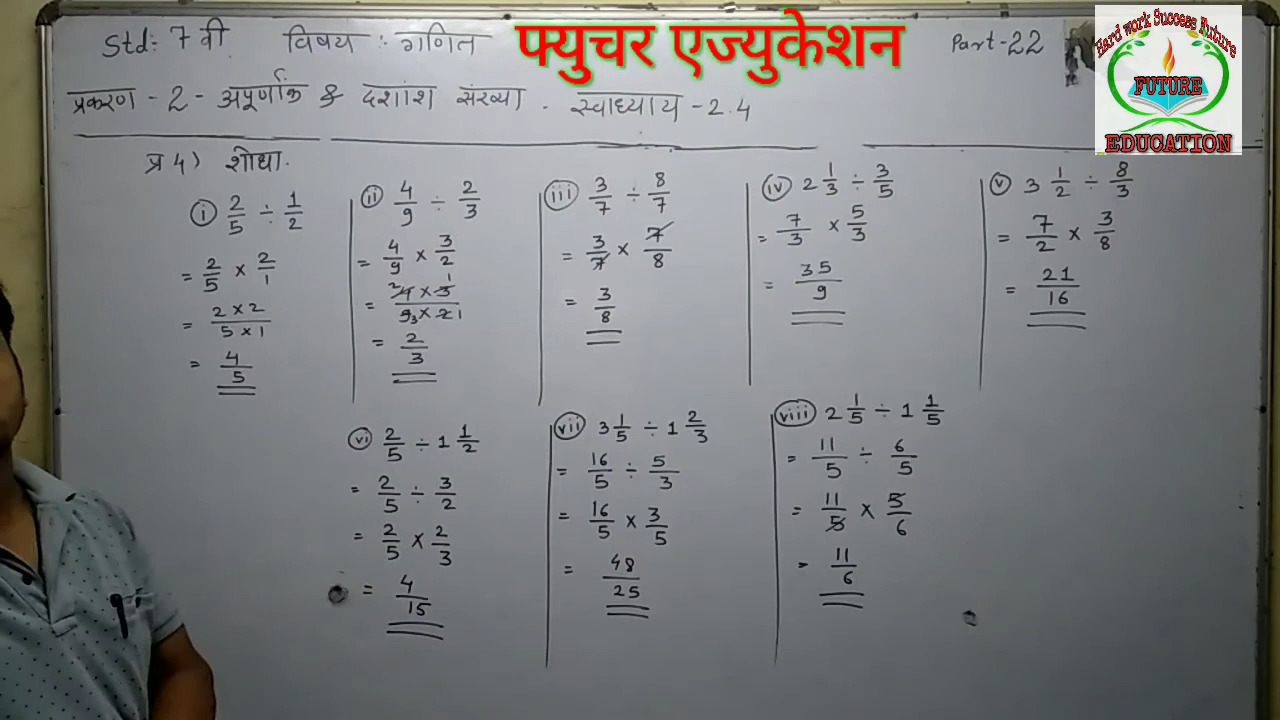 Std: 7 वी. विषय : गणित फ्युचर एज्युकेशन Part-22
Hard work Success Future
FUTURE
EDUCATION
प्रकरण - 2 - अपूर्णांक & दशांश संख्या . स्वाध्याय - 2.4
प्र 4) शोधा.
(i) 2/5 ÷ 1/2
= 2/5 × 2/1
= 2 × 2 / 5 × 1
= 4/5
(ii) 4/9 ÷ 2/3
= 4/9 × 3/2
= ²4 × 3¹ / 9₃ × 2₁
= 2/3
(iii) 3/7 ÷ 8/7
= 3/7 × 7/8
= 3/8
(iv) 2 1/3 ÷ 3/5
= 7/3 × 5/3
= 35/9
(v) 3 1/2 ÷ 8/3
= 7/2 × 3/8
= 21/16
(vi) 2/5 ÷ 1 1/2
= 2/5 ÷ 3/2
= 2/5 × 2/3
= 4/15
(vii) 3 1/5 ÷ 1 2/3
= 16/5 ÷ 5/3
= 16/5 × 3/5
= 48/25
(viii) 2 1/5 ÷ 1 1/5
= 11/5 ÷ 6/5
= 11/5 × 5/6
= 11/6